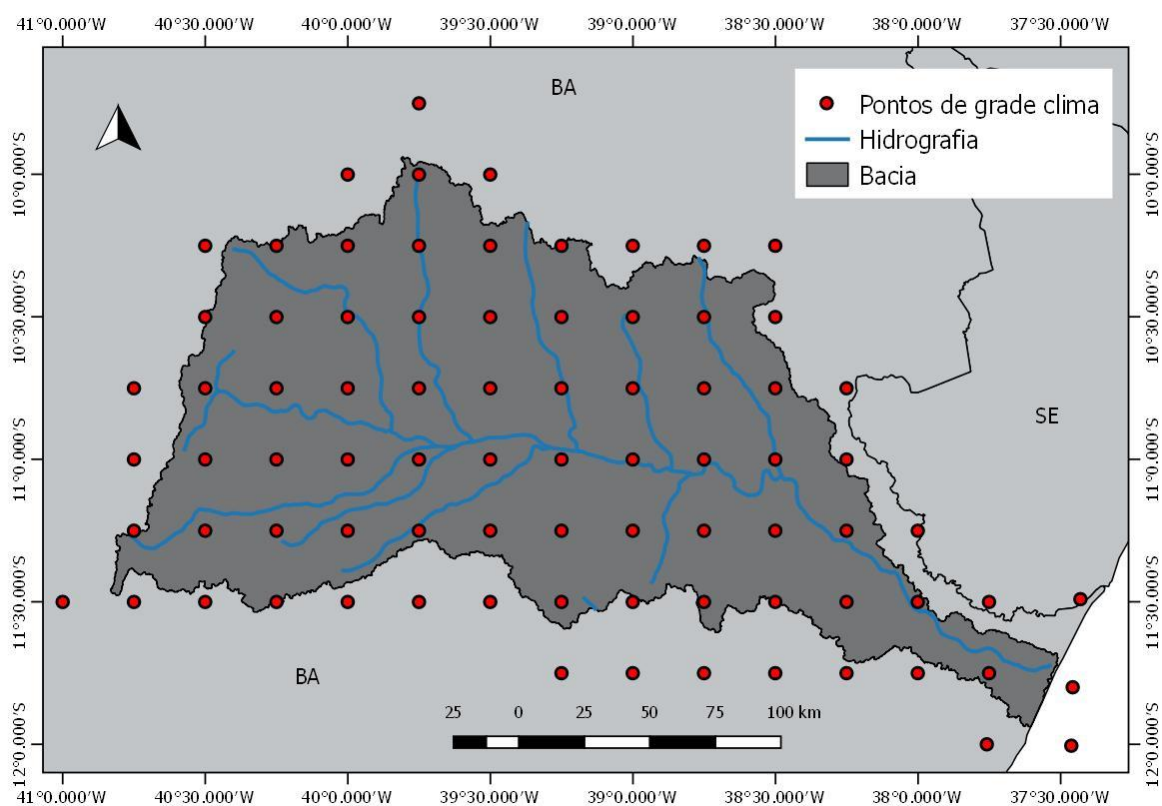 41°0.000'W 40°30.000'W 40°0.000'W 39°30.000'W 39°0.000'W 38°30.000'W 38°0.000'W 37°30.000'W
BA
Pontos de grade clima
Hidrografia
Bacia
10°0.000'S 10°0.000'S
10°30.000'S 10°30.000'S
SE
11°0.000'S 11°0.000'S
11°30.000'S 11°30.000'S
BA
25 0 25 50 75 100 km
12°0.000'S 12°0.000'S
41°0.000'W 40°30.000'W 40°0.000'W 39°30.000'W 39°0.000'W 38°30.000'W 38°0.000'W 37°30.000'W